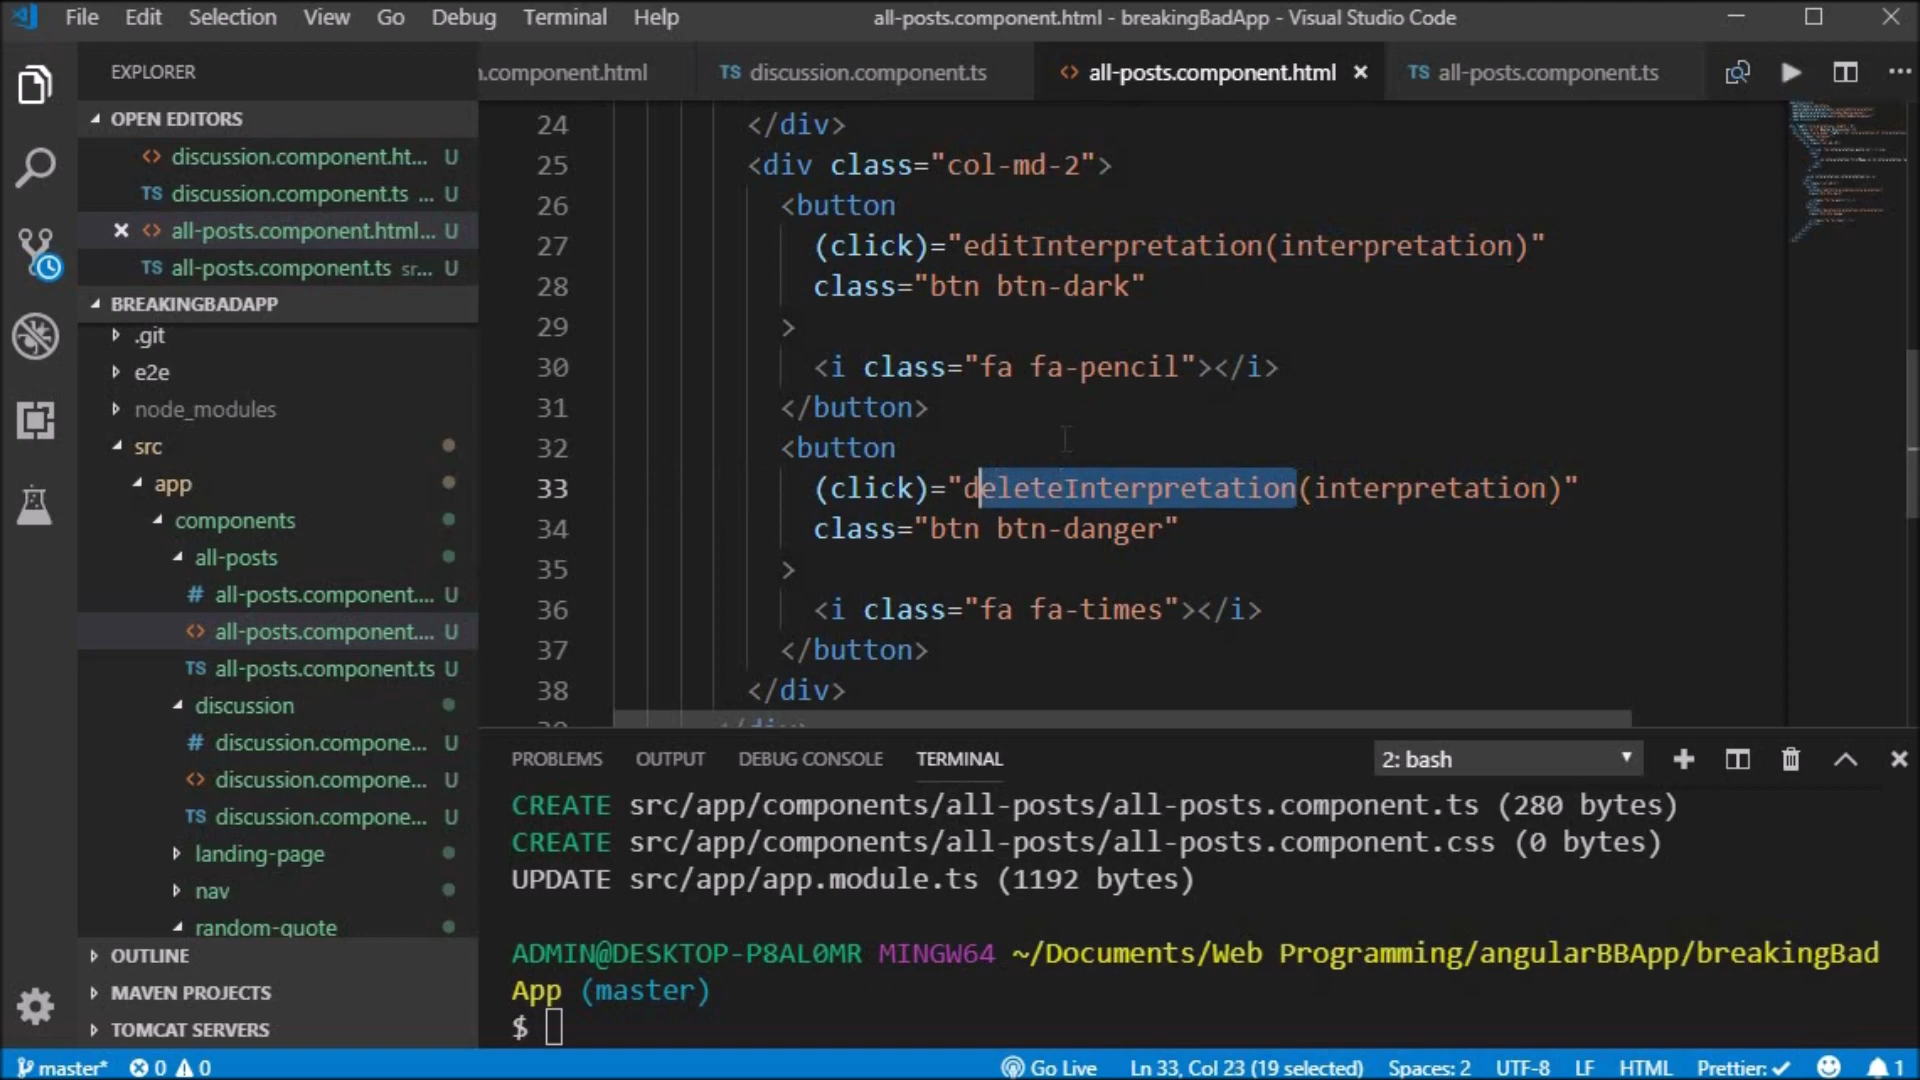 File Edit Selection View Go Debug Terminal Help all-posts.component.html - breakingBadApp - Visual Studio Code
EXPLORER
.component.html TS discussion.component.ts <> all-posts.component.html TS all-posts.component.ts
OPEN EDITORS
<> discussion.component.ht... U
TS discussion.component.ts ... U
<> all-posts.component.html... U
TS all-posts.component.ts sr... U
BREAKINGBADAPP
.git
e2e
node_modules
src
app
components
all-posts
# all-posts.component.... U
<> all-posts.component.... U
TS all-posts.component.ts U
discussion
# discussion.compone... U
<> discussion.compone... U
TS discussion.compone... U
landing-page
nav
random-quote
OUTLINE
MAVEN PROJECTS
TOMCAT SERVERS
24 </div>
25 <div class="col-md-2">
26 <button
27 (click)="editInterpretation(interpretation)"
28 class="btn btn-dark"
29 >
30 <i class="fa fa-pencil"></i>
31 </button>
32 <button
33 (click)="deleteInterpretation(interpretation)"
34 class="btn btn-danger"
35 >
36 <i class="fa fa-times"></i>
37 </button>
38 </div>
39 </div>
PROBLEMS OUTPUT DEBUG CONSOLE TERMINAL 2: bash
CREATE src/app/components/all-posts/all-posts.component.ts (280 bytes)
CREATE src/app/components/all-posts/all-posts.component.css (0 bytes)
UPDATE src/app/app.module.ts (1192 bytes)
ADMIN@DESKTOP-P8AL0MR MINGW64 ~/Documents/Web Programming/angularBBApp/breakingBad
App (master)
$
master* 0 0 Go Live Ln 33, Col 23 (19 selected) Spaces: 2 UTF-8 LF HTML Prettier: ✓ 1